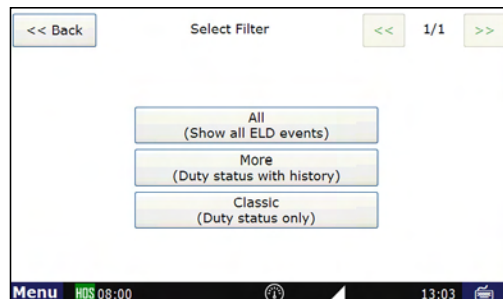 << Back Select Filter << 1/1 >>
All
(Show all ELD events)
More
(Duty status with history)
Classic
(Duty status only)
Menu HOS 08:00 13:03